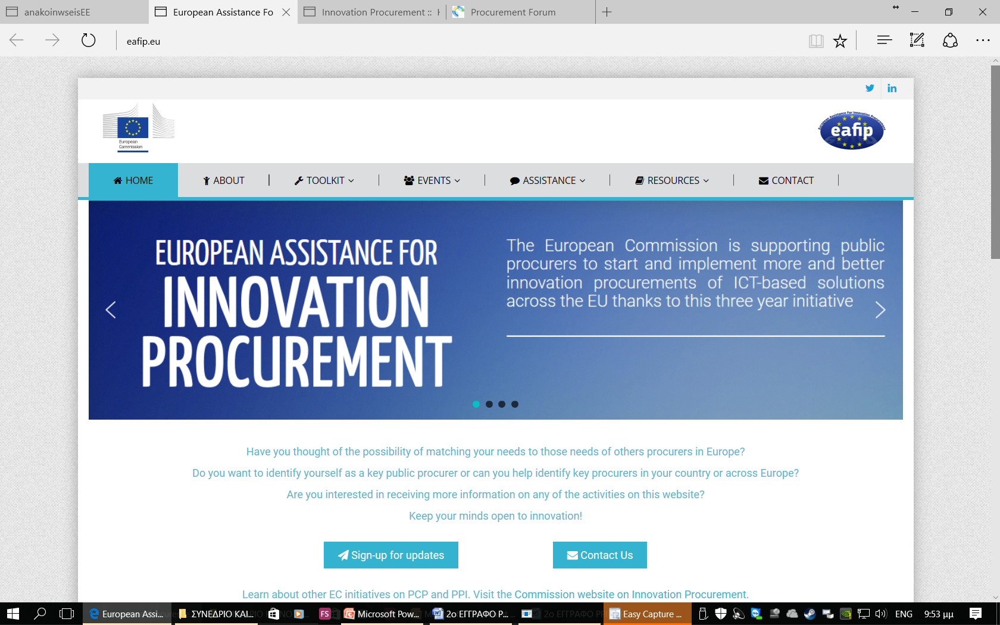 anakoinwseisEE
European Assistance Fo
Innovation Procurement ::
Procurement Forum
eafip.eu
European
Commission
European Assistance For Innovation Procurement
eafip
HOME
ABOUT
TOOLKIT
EVENTS
ASSISTANCE
RESOURCES
CONTACT
EUROPEAN ASSISTANCE FOR
INNOVATION
PROCUREMENT
The European Commission is supporting public
procurers to start and implement more and better
innovation procurements of ICT-based solutions
across the EU thanks to this three year initiative
Have you thought of the possibility of matching your needs to those needs of others procurers in Europe?
Do you want to identify yourself as a key public procurer or can you help identify key procurers in your country or across Europe?
Are you interested in receiving more information on any of the activities on this website?
Keep your minds open to innovation!
Sign-up for updates
Contact Us
Learn about other EC initiatives on PCP and PPI. Visit the Commission website on Innovation Procurement.
European Assi...
ΣΥΝΕΔΡΙΟ ΚΑΙ...
FS
Microsoft Pow...
2ο ΕΓΓΡΑΦΟ Ρ...
Easy Capture ...
ENG
9:53 μμ